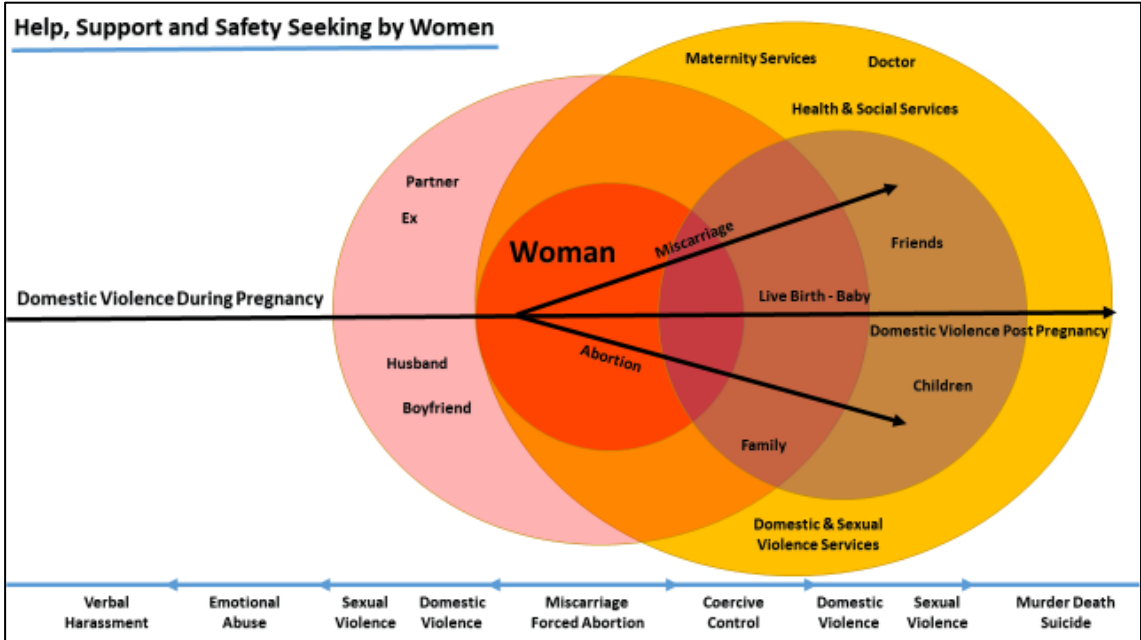 Help, Support and Safety Seeking by Women
Maternity Services
Doctor
Health & Social Services
Partner
Ex
Woman
Miscarriage
Friends
Domestic Violence During Pregnancy
Live Birth - Baby
Domestic Violence Post Pregnancy
Abortion
Husband
Children
Boyfriend
Family
Domestic & Sexual
Violence Services
Verbal
Harassment
Emotional
Abuse
Sexual
Violence
Domestic
Violence
Miscarriage
Forced Abortion
Coercive
Control
Domestic
Violence
Sexual
Violence
Murder Death
Suicide